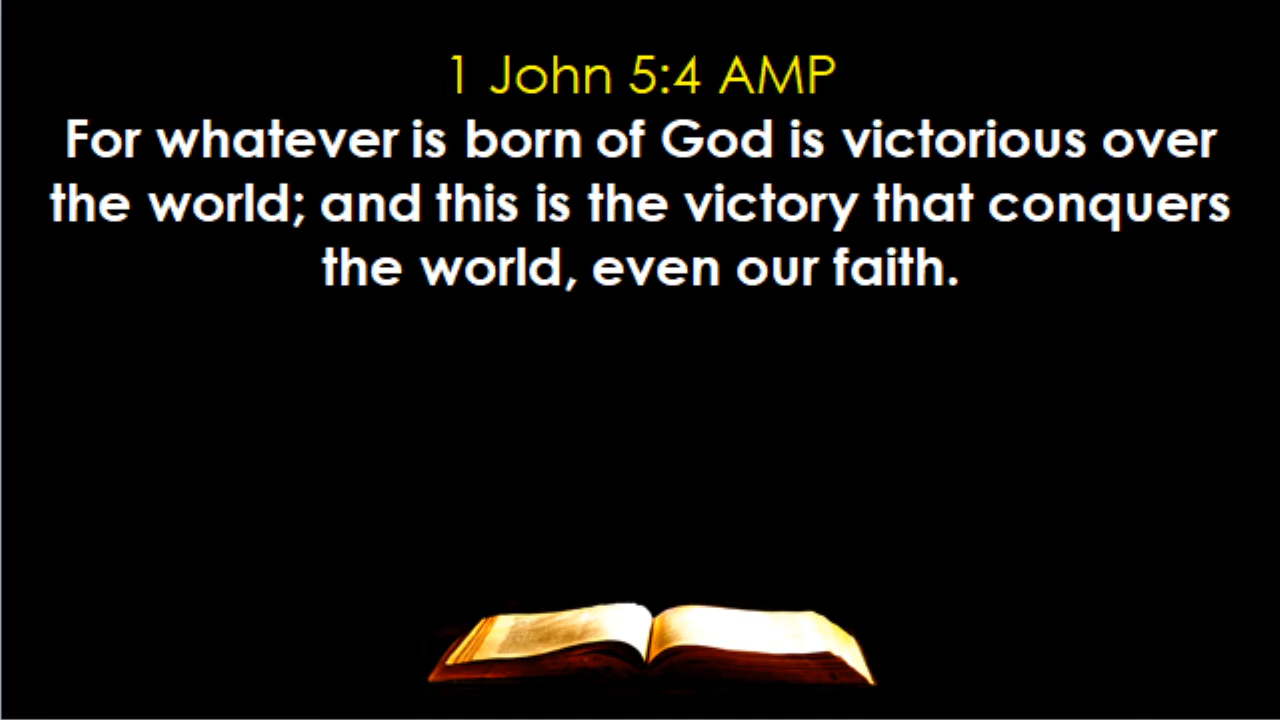 1 John 5:4 AMP
For whatever is born of God is victorious over
the world; and this is the victory that conquers
the world, even our faith.